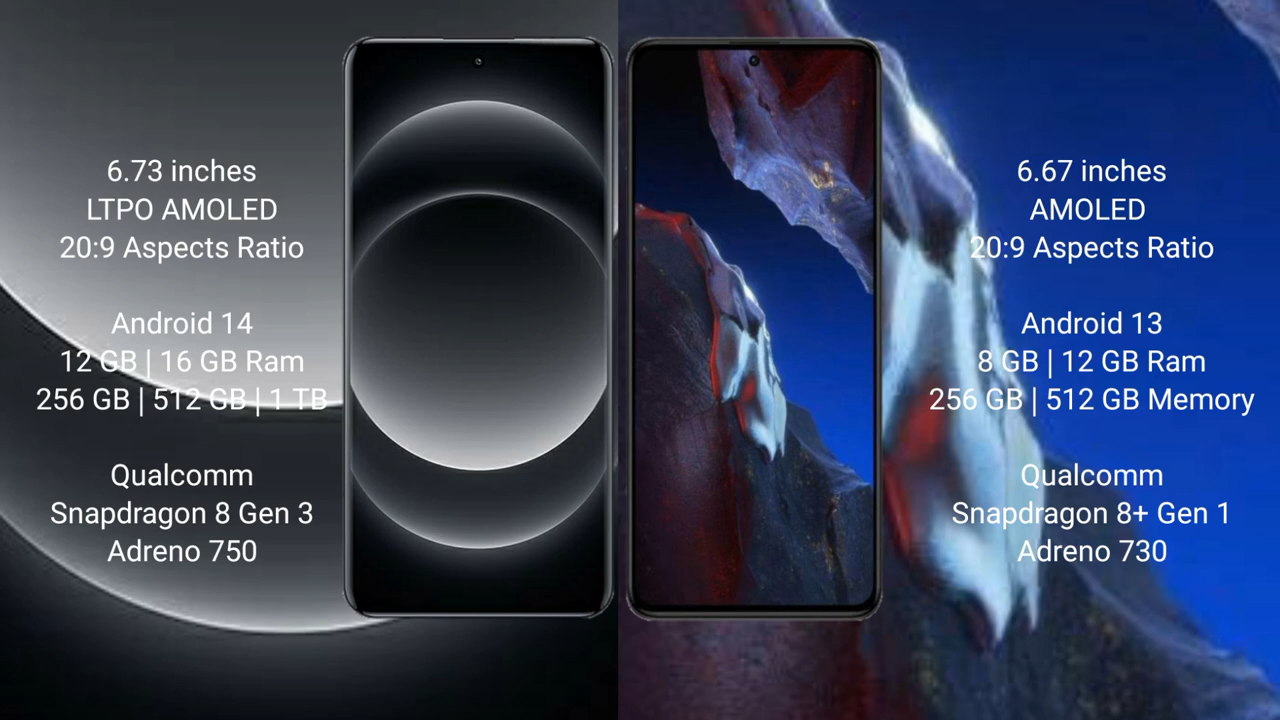 6.73 inches
LTPO AMOLED
20:9 Aspects Ratio
Android 14
12 GB | 16 GB Ram
256 GB | 512 GB | 1 TB
Qualcomm
Snapdragon 8 Gen 3
Adreno 750
6.67 inches
AMOLED
20:9 Aspects Ratio
Android 13
8 GB | 12 GB Ram
256 GB | 512 GB Memory
Qualcomm
Snapdragon 8+ Gen 1
Adreno 730